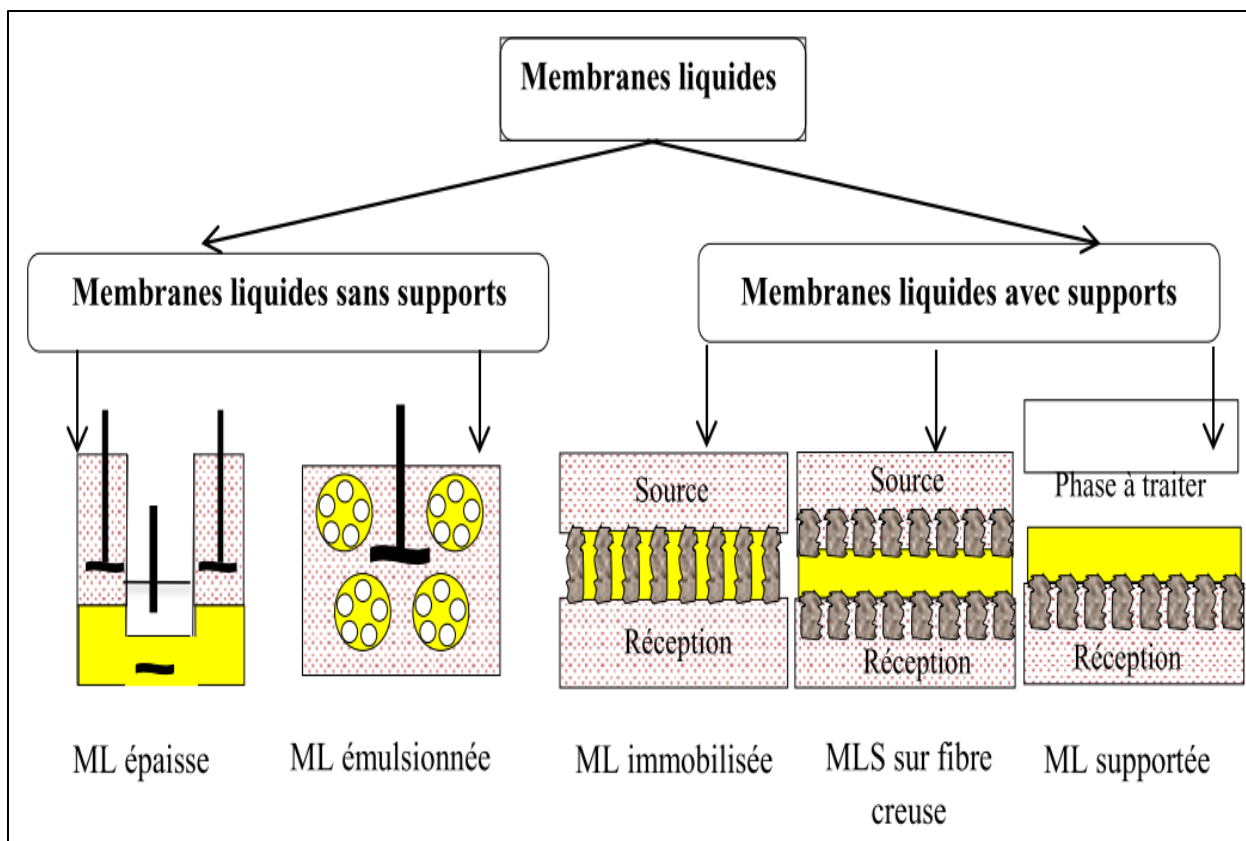 Membranes liquides
Membranes liquides sans supports
Membranes liquides avec supports
Source
Réception
Source
Réception
Phase à traiter
Réception
ML épaisse
ML émulsionnée
ML immobilisée
MLS sur fibre
creuse
ML supportée